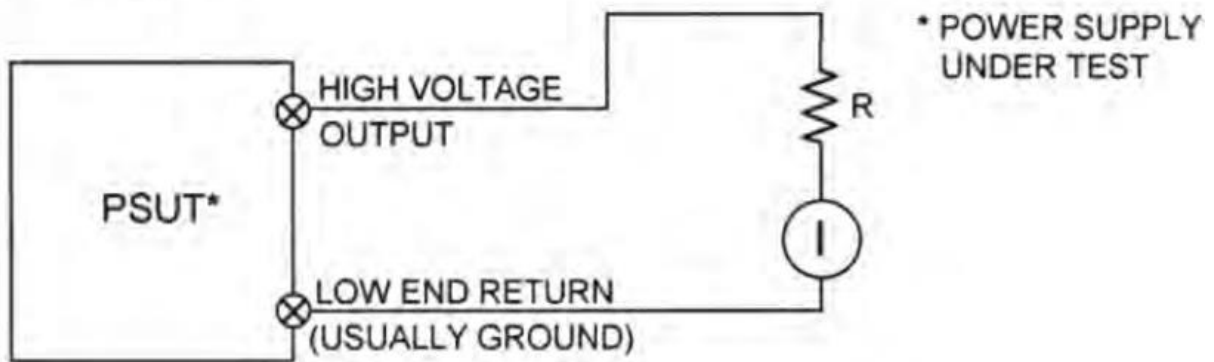 * POWER SUPPLY
UNDER TEST
HIGH VOLTAGE
OUTPUT
R
PSUT*
I
LOW END RETURN
(USUALLY GROUND)